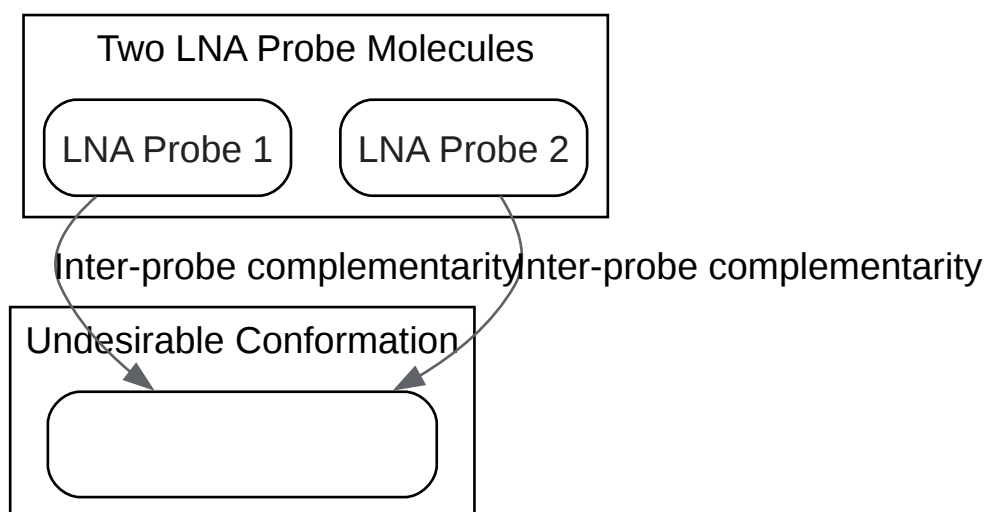 Two LNA Probe Molecules
LNA Probe 1
LNA Probe 2
Inter-probe complementarity
Inter-probe complementarity
Undesirable Conformation